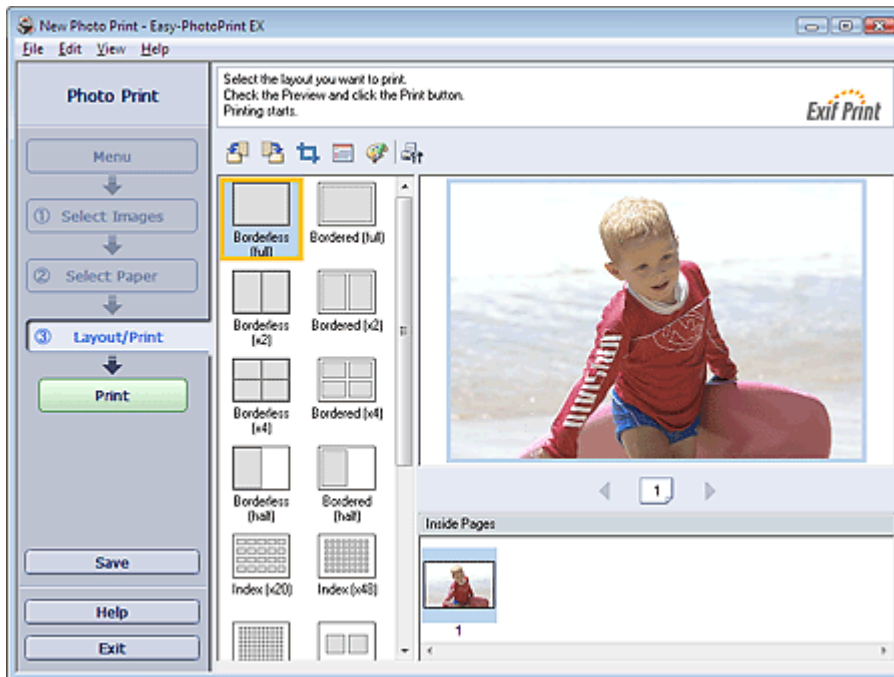 New Photo Print - Easy-PhotoPrint EX
File Edit View Help
Photo Print
Menu
① Select Images
② Select Paper
③ Layout/Print
Print
Save
Help
Exit
Select the layout you want to print.
Check the Preview and click the Print button.
Printing starts.
Exif Print
Borderless
(full)
Bordered (full)
Borderless
(x2)
Bordered (x2)
Borderless
(x4)
Bordered (x4)
Borderless
(half)
Bordered
(half)
Index (x20)
Index (x48)
1
Inside Pages
1